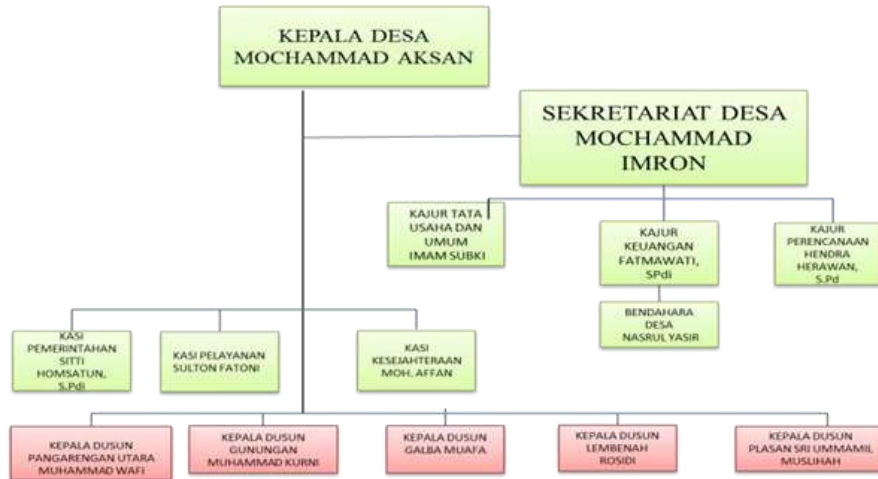 KEPALA DESA
MOCHAMMAD AKSAN
SEKRETARIAT DESA
MOCHAMMAD
IMRON
KAJUR TATA
USAHA DAN
UMUM
IMAM SUBKI
KAJUR
KEUANGAN
FATMAWATI,
SPdi
KAJUR
PERENCANAAN
HENDRA
HERAWAN,
S.Pd
BENDAHARA
DESA
NASRUL YASIR
KASI
PEMERINTAHAN
SITTI
HOMSATUN,
S.Pdi
KASI PELAYANAN
SULTON FATONI
KASI
KESEJAHTERAAN
MOH. AFFAN
KEPALA DUSUN
PANGARENGAN UTARA
MUHAMMAD WAFI
KEPALA DUSUN
GUNUNGAN
MUHAMMAD KURNI
KEPALA DUSUN
GALBA MUAFA
KEPALA DUSUN
LEMBENAH
ROSIDI
KEPALA DUSUN
PLASAN SRI UMMAMIL
MUSLIHAH